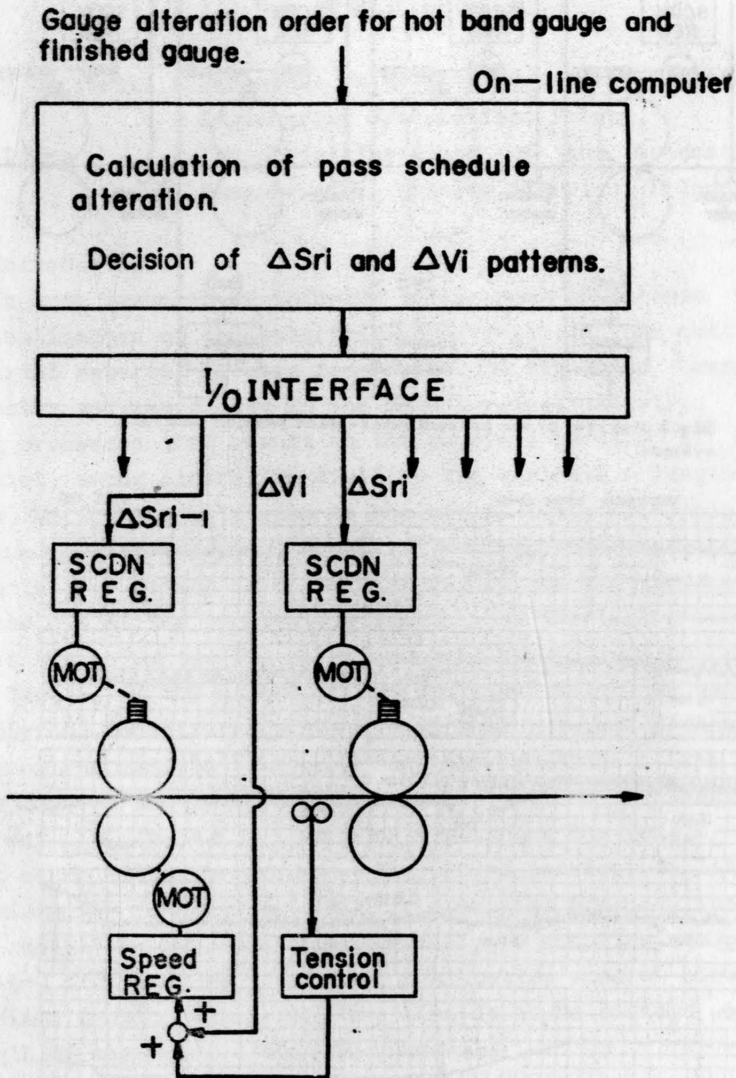 Gauge alteration order for hot band gauge and
finished gauge.
On-line computer
Calculation of pass schedule
alteration.
Decision of ΔSri and ΔVi patterns.
I/O INTERFACE
ΔVi
ΔSri
ΔSri-1
SCDN
REG.
SCDN
REG.
MOT
MOT
MOT
Speed
REG.
Tension
control
+
+